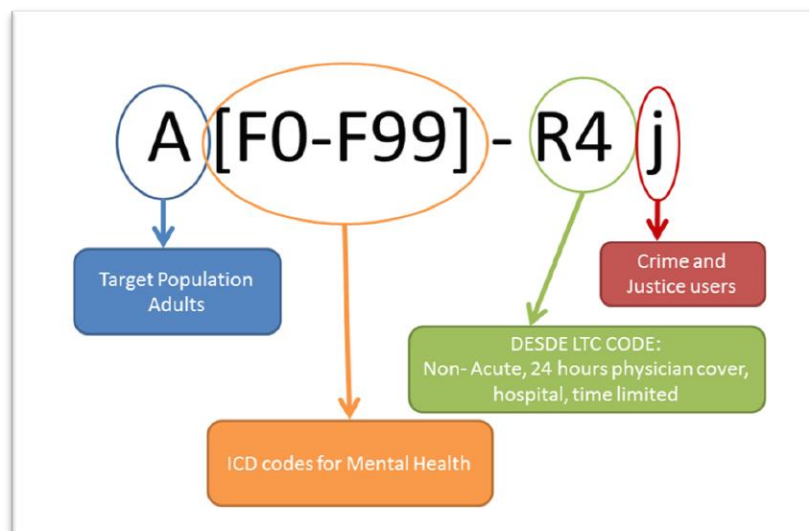 A [F0-F99] - R4 j
Target Population
Adults
Crime and
Justice users
DESDE LTC CODE:
Non- Acute, 24 hours physician cover,
hospital, time limited
ICD codes for Mental Health